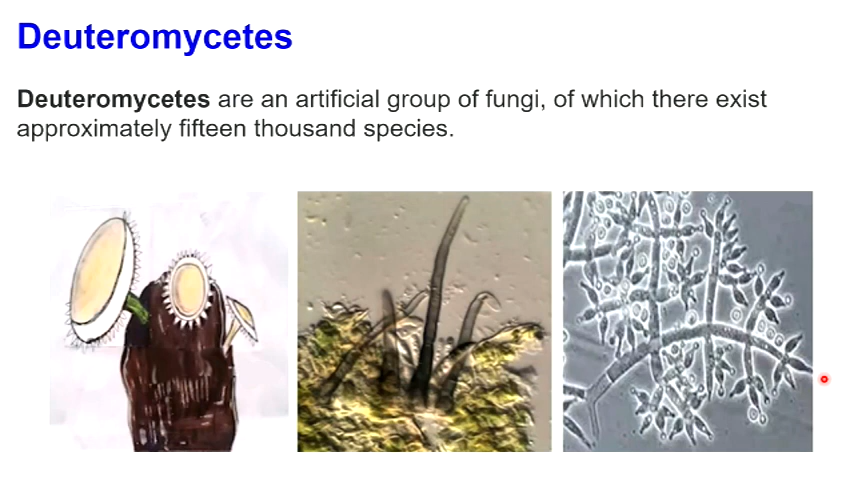 Deuteromycetes
Deuteromycetes are an artificial group of fungi, of which there exist
approximately fifteen thousand species.